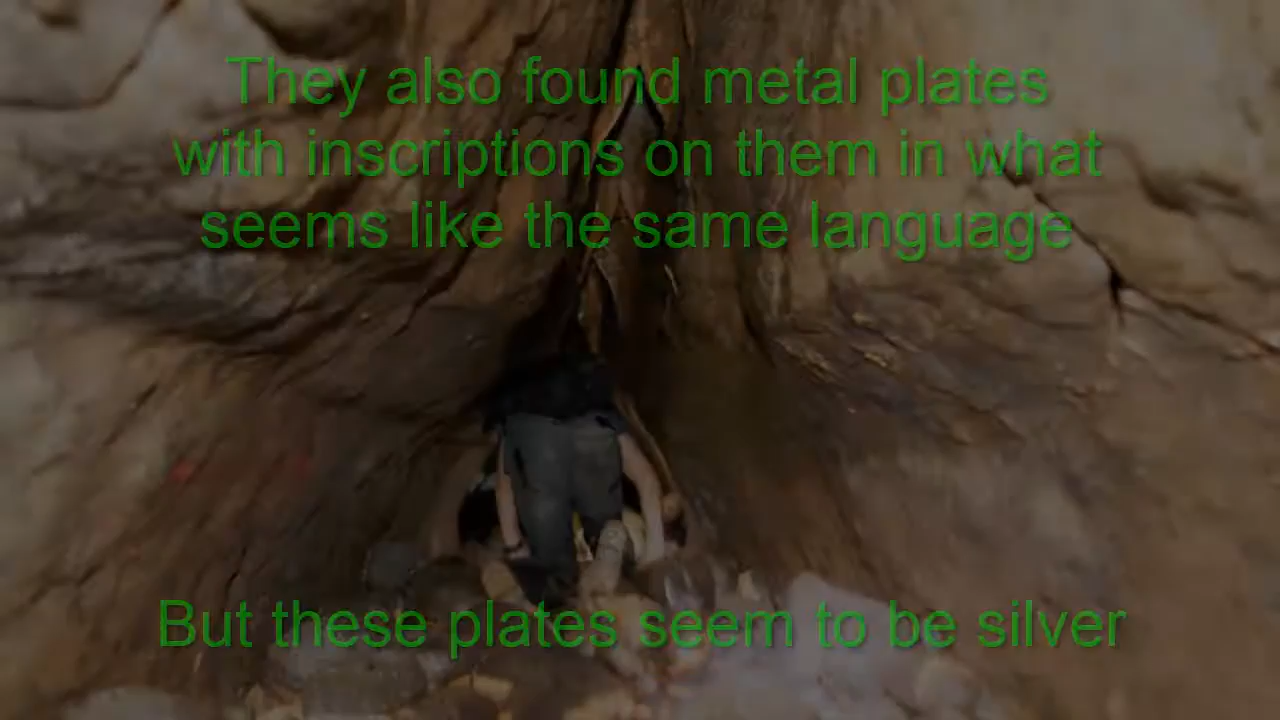 They also found metal plates
with inscriptions on them in what
seems like the same language
But these plates seem to be silver